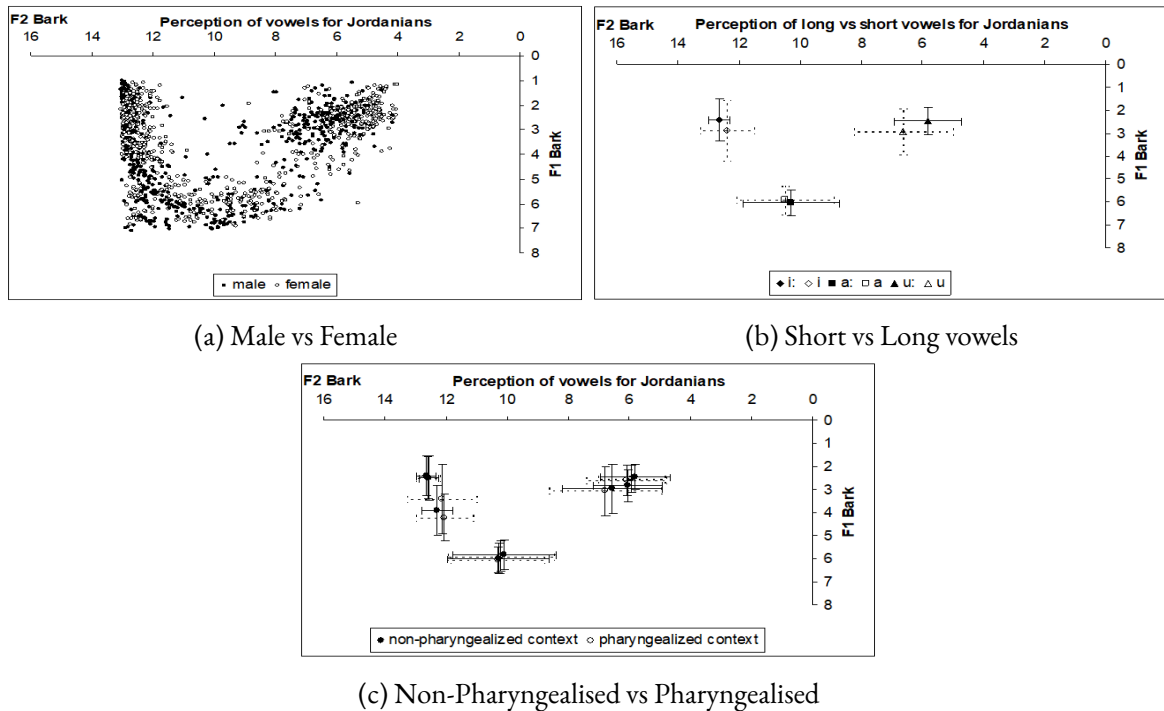 F2 Bark
Perception of vowels for Jordanians
16 14 12 10 8 6 4 2 0
0
1
2
3
4
5
6
7
8
F1 Bark
male female
(a) Male vs Female
F2 Bark
Perception of long vs short vowels for Jordanians
16 14 12 10 8 6 4 2 0
0
1
2
3
4
5
6
7
8
F1 Bark
i: i a: a u: u
(b) Short vs Long vowels
F2 Bark
Perception of vowels for Jordanians
16 14 12 10 8 6 4 2 0
0
1
2
3
4
5
6
7
8
F1 Bark
non-pharyngealized context pharyngealized context
(c) Non-Pharyngealised vs Pharyngealised